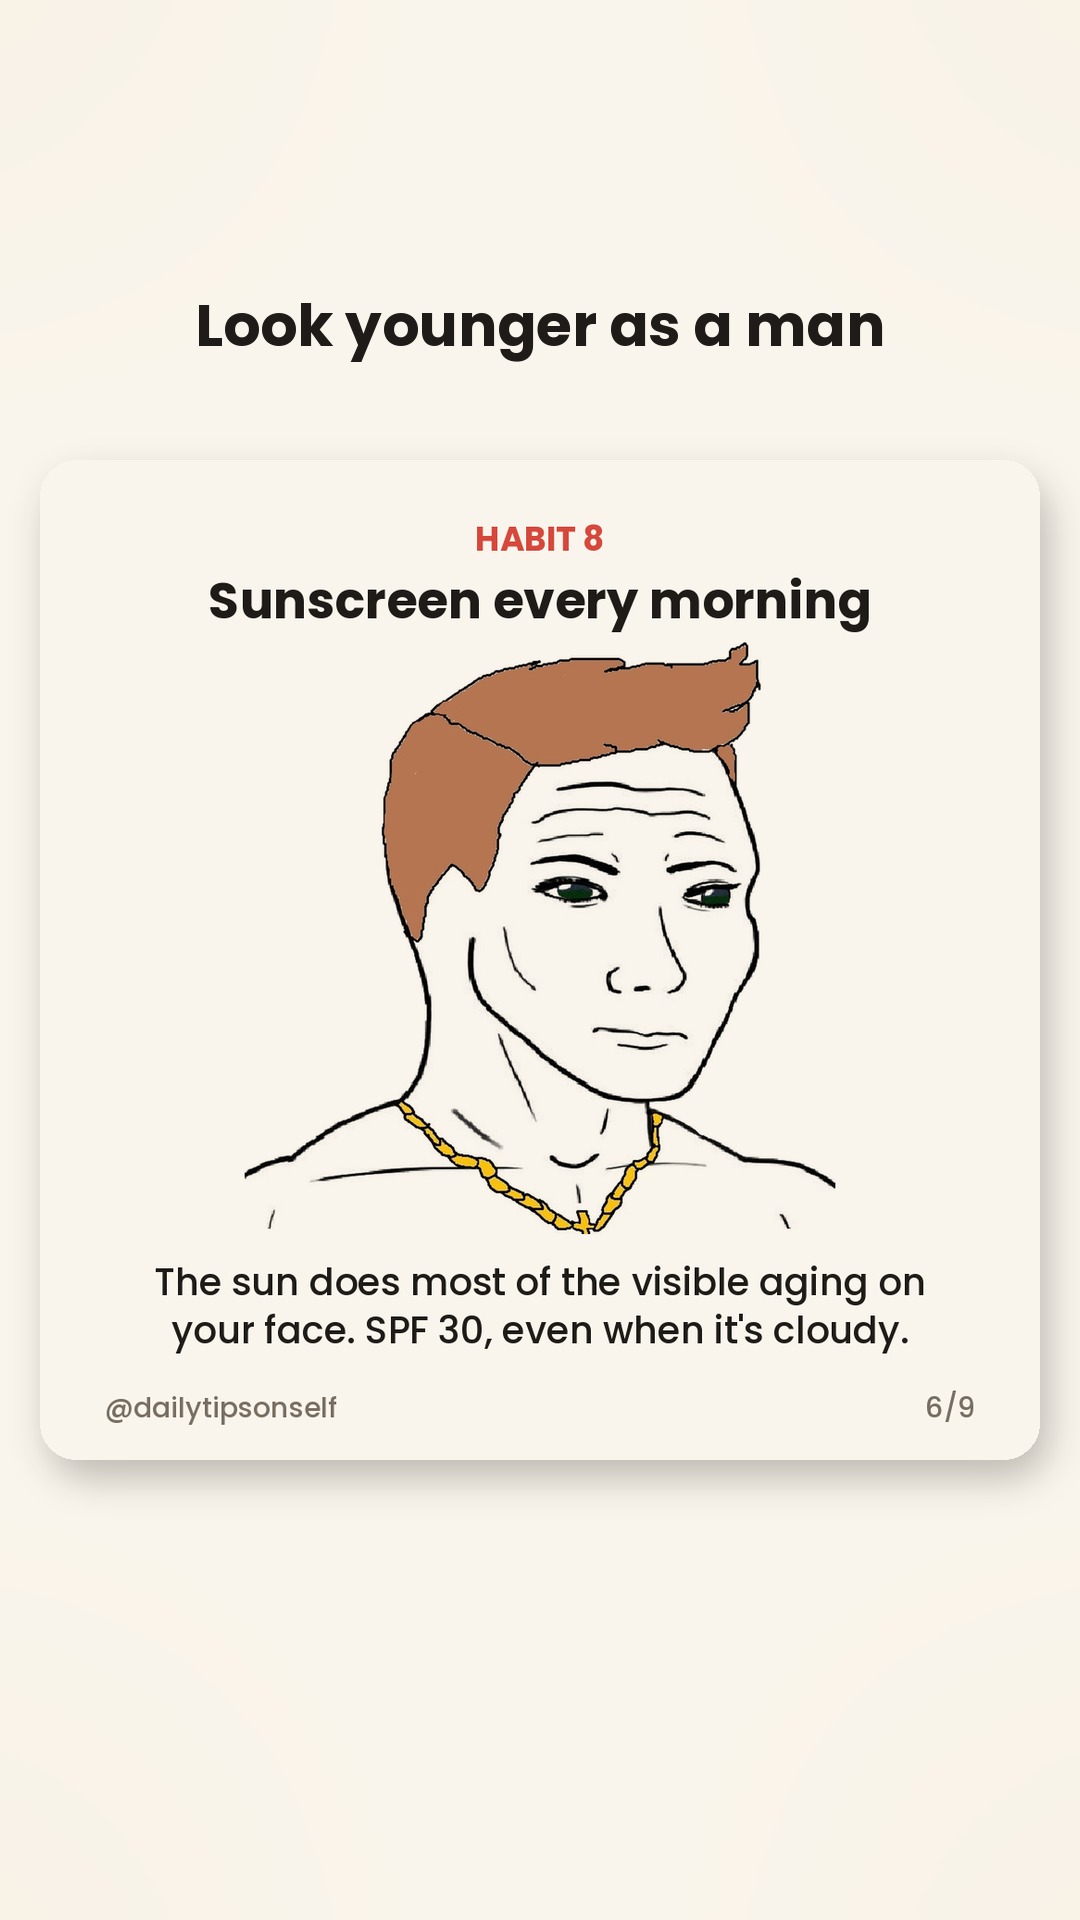 Look younger as a man
HABIT 8
Sunscreen every morning
The sun does most of the visible aging on
your face. SPF 30, even when it's cloudy.
@dailytipsonself
6/9